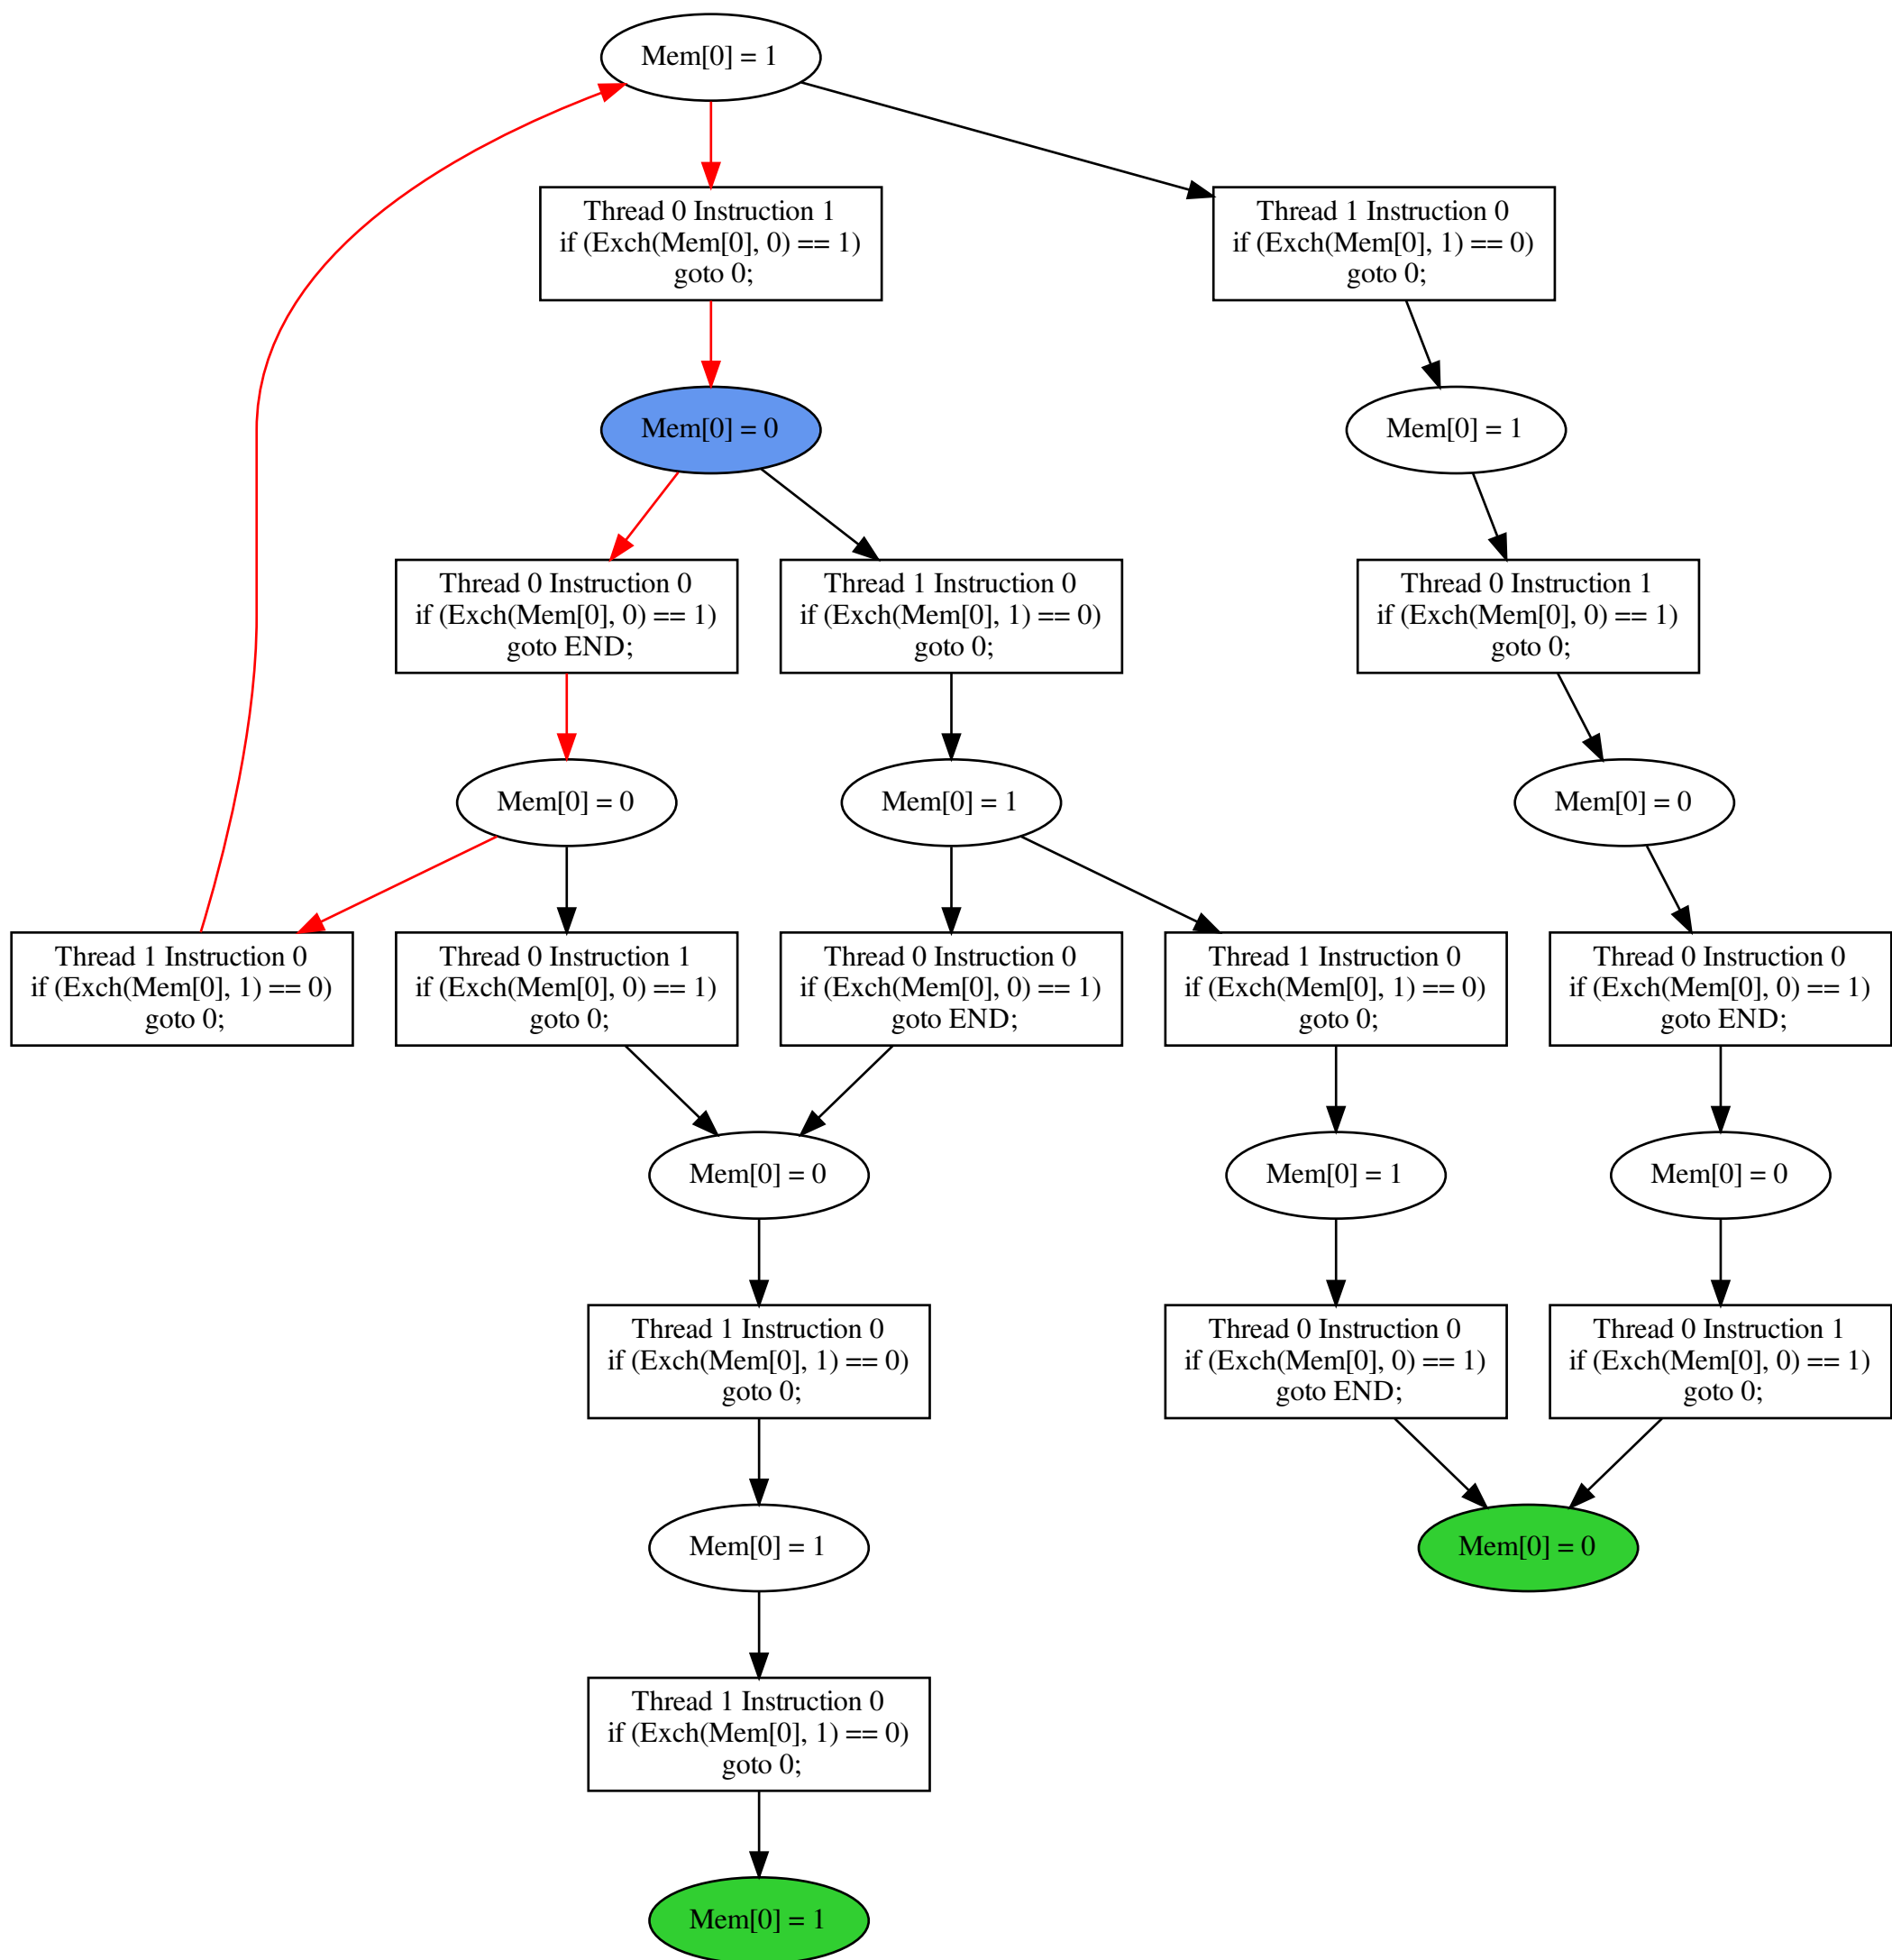 Mem[0] = 1
Thread 0 Instruction 1
if (Exch(Mem[0], 0) == 1)
goto 0;
Thread 1 Instruction 0
if (Exch(Mem[0], 1) == 0)
goto 0;
Mem[0] = 0
Mem[0] = 1
Thread 0 Instruction 0
if (Exch(Mem[0], 0) == 1)
goto END;
Thread 1 Instruction 0
if (Exch(Mem[0], 1) == 0)
goto 0;
Thread 0 Instruction 1
if (Exch(Mem[0], 0) == 1)
goto 0;
Mem[0] = 0
Mem[0] = 1
Mem[0] = 0
Thread 1 Instruction 0
if (Exch(Mem[0], 1) == 0)
goto 0;
Thread 0 Instruction 1
if (Exch(Mem[0], 0) == 1)
goto 0;
Thread 0 Instruction 0
if (Exch(Mem[0], 0) == 1)
goto END;
Thread 1 Instruction 0
if (Exch(Mem[0], 1) == 0)
goto 0;
Thread 0 Instruction 0
if (Exch(Mem[0], 0) == 1)
goto END;
Mem[0] = 0
Mem[0] = 1
Mem[0] = 0
Thread 1 Instruction 0
if (Exch(Mem[0], 1) == 0)
goto 0;
Thread 0 Instruction 0
if (Exch(Mem[0], 0) == 1)
goto END;
Thread 0 Instruction 1
if (Exch(Mem[0], 0) == 1)
goto 0;
Mem[0] = 1
Mem[0] = 0
Thread 1 Instruction 0
if (Exch(Mem[0], 1) == 0)
goto 0;
Mem[0] = 1